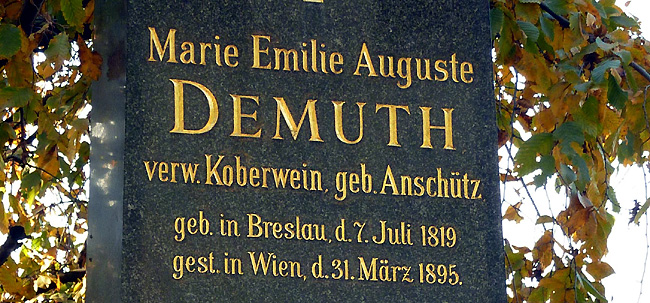 Marie Emilie Auguste
DEMUTH
verw. Koberwein, geb. Anschütz
geb. in Breslau, d. 7. Juli 1819
gest. in Wien, d. 31. März 1895.